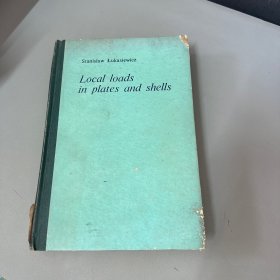 Stanisław Łukasiewicz
Local loads
in plates and shells